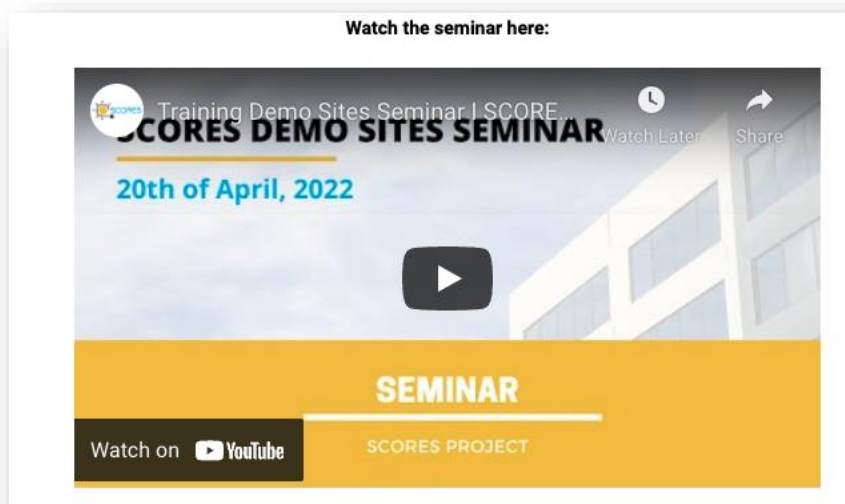 Watch the seminar here:
SCORES
Training Demo Sites Seminar I SCORE...
Watch Later
Share
SCORES DEMO SITES SEMINAR
20th of April, 2022
SEMINAR
SCORES PROJECT
Watch on YouTube